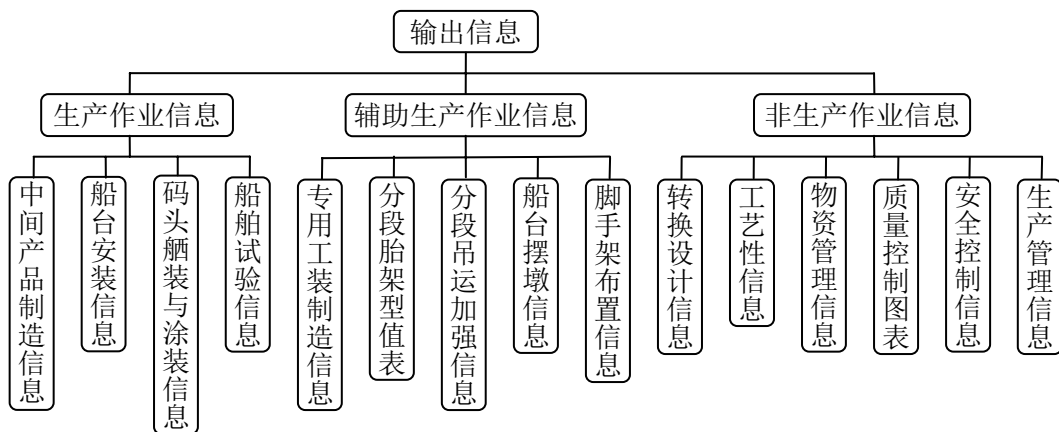 输出信息
生产作业信息
辅助生产作业信息
非生产作业信息
中间产品制造信息
船台安装信息
码头舾装与涂装信息
船舶试验信息
专用工装制造信息
分段胎架型值表
分段吊运加强信息
船台摆墩信息
脚手架布置信息
转换设计信息
工艺性信息
物资管理信息
质量控制图表
安全控制信息
生产管理信息